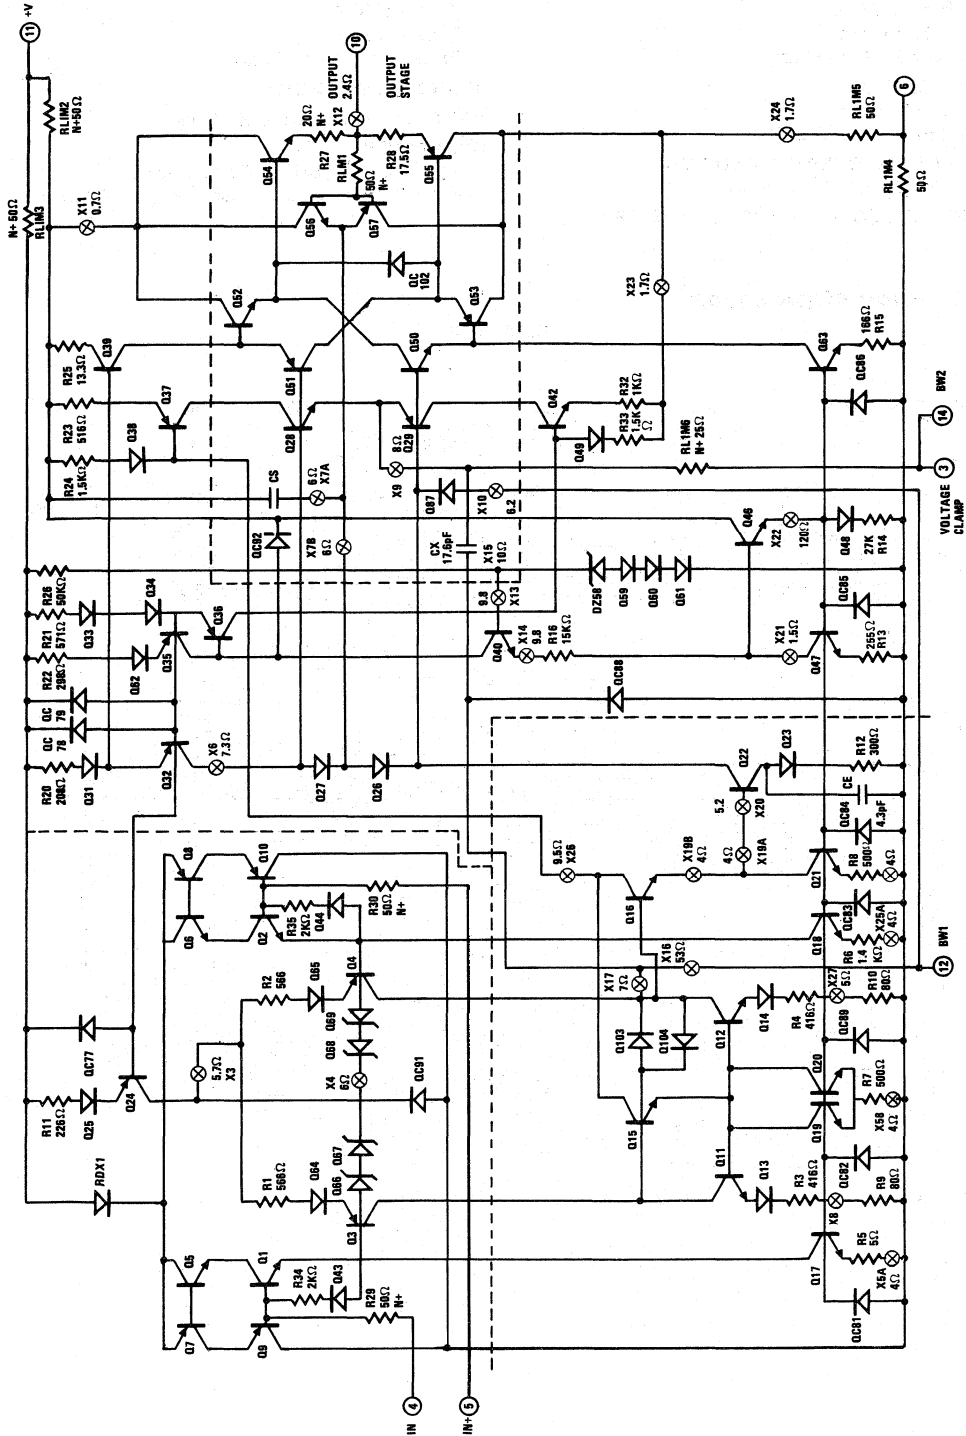 11 +V
N+ 50Ω
RLIM3
RLIM2
N+50Ω
X11
0.7Ω
OUTPUT
2.4Ω
10
OUTPUT
STAGE
20Ω
N+
X12
R27
RLM1
50Ω
N+
R28
17.5Ω
Q54
Q55
Q56
Q57
QC
102
Q52
Q53
X23
1.7Ω
X24
1.7Ω
RL1M5
50Ω
6
RL1M4
50Ω
R25
13.3Ω
Q39
Q51
Q50
Q63
166Ω
R15
QC86
R23
516Ω
Q37
Q28
8Ω
Q29
Q42
R32
1KΩ
R33
1.5K
Ω
Q49
R24
1.5KΩ
Q38
CS
6Ω
X7A
X9
Q87
X10
6.2
RL1M6
N+ 25Ω
14
BW2
3
VOLTAGE
CLAMP
QC92
X7B
6Ω
CX
17.6pF
X15
10Ω
Q46
X22
120Ω
Q48
27K
R14
R26
50KΩ
Q34
9.8
X13
DZ58
Q59
Q60
Q61
QC85
R21
571Ω
Q33
Q36
R22
298Ω
Q62
Q35
Q40
X14
9.8
R16
15KΩ
X21
1.5Ω
Q47
255Ω
R13
QC
79
QC
78
QC88
R20
208Ω
Q31
Q32
X6
7.3Ω
Q27
Q26
Q22
Q23
R12
300Ω
5.2
X20
CE
4.3pF
QC84
Q8
Q10
9.5Ω
X26
X19B
4Ω
4Ω
X19A
Q21
R8
500Ω
4Ω
Q6
Q2
R35
2KΩ
Q44
R30
50Ω
N+
Q16
Q18
QC83
R6
1.4
KΩ
X25A
4Ω
X16
53Ω
12
BW1
X17
7Ω
R2
566
Q65
Q4
Q69
Q68
Q103
Q104
Q12
Q14
R4
416Ω
X27
5Ω
R10
80Ω
QC89
QC77
5.7Ω
X3
X4
6Ω
QC91
Q20
Q19
R7
500Ω
X58
4Ω
R11
226Ω
Q25
Q24
Q67
Q66
Q15
Q11
Q13
QC82
RDX1
R1
566Ω
Q64
Q3
R3
416Ω
X8
R9
80Ω
Q5
Q1
R34
2KΩ
Q43
R29
50Ω
N+
Q17
R5
5Ω
X5A
4Ω
QC81
Q7
Q9
IN 4
IN+ 5